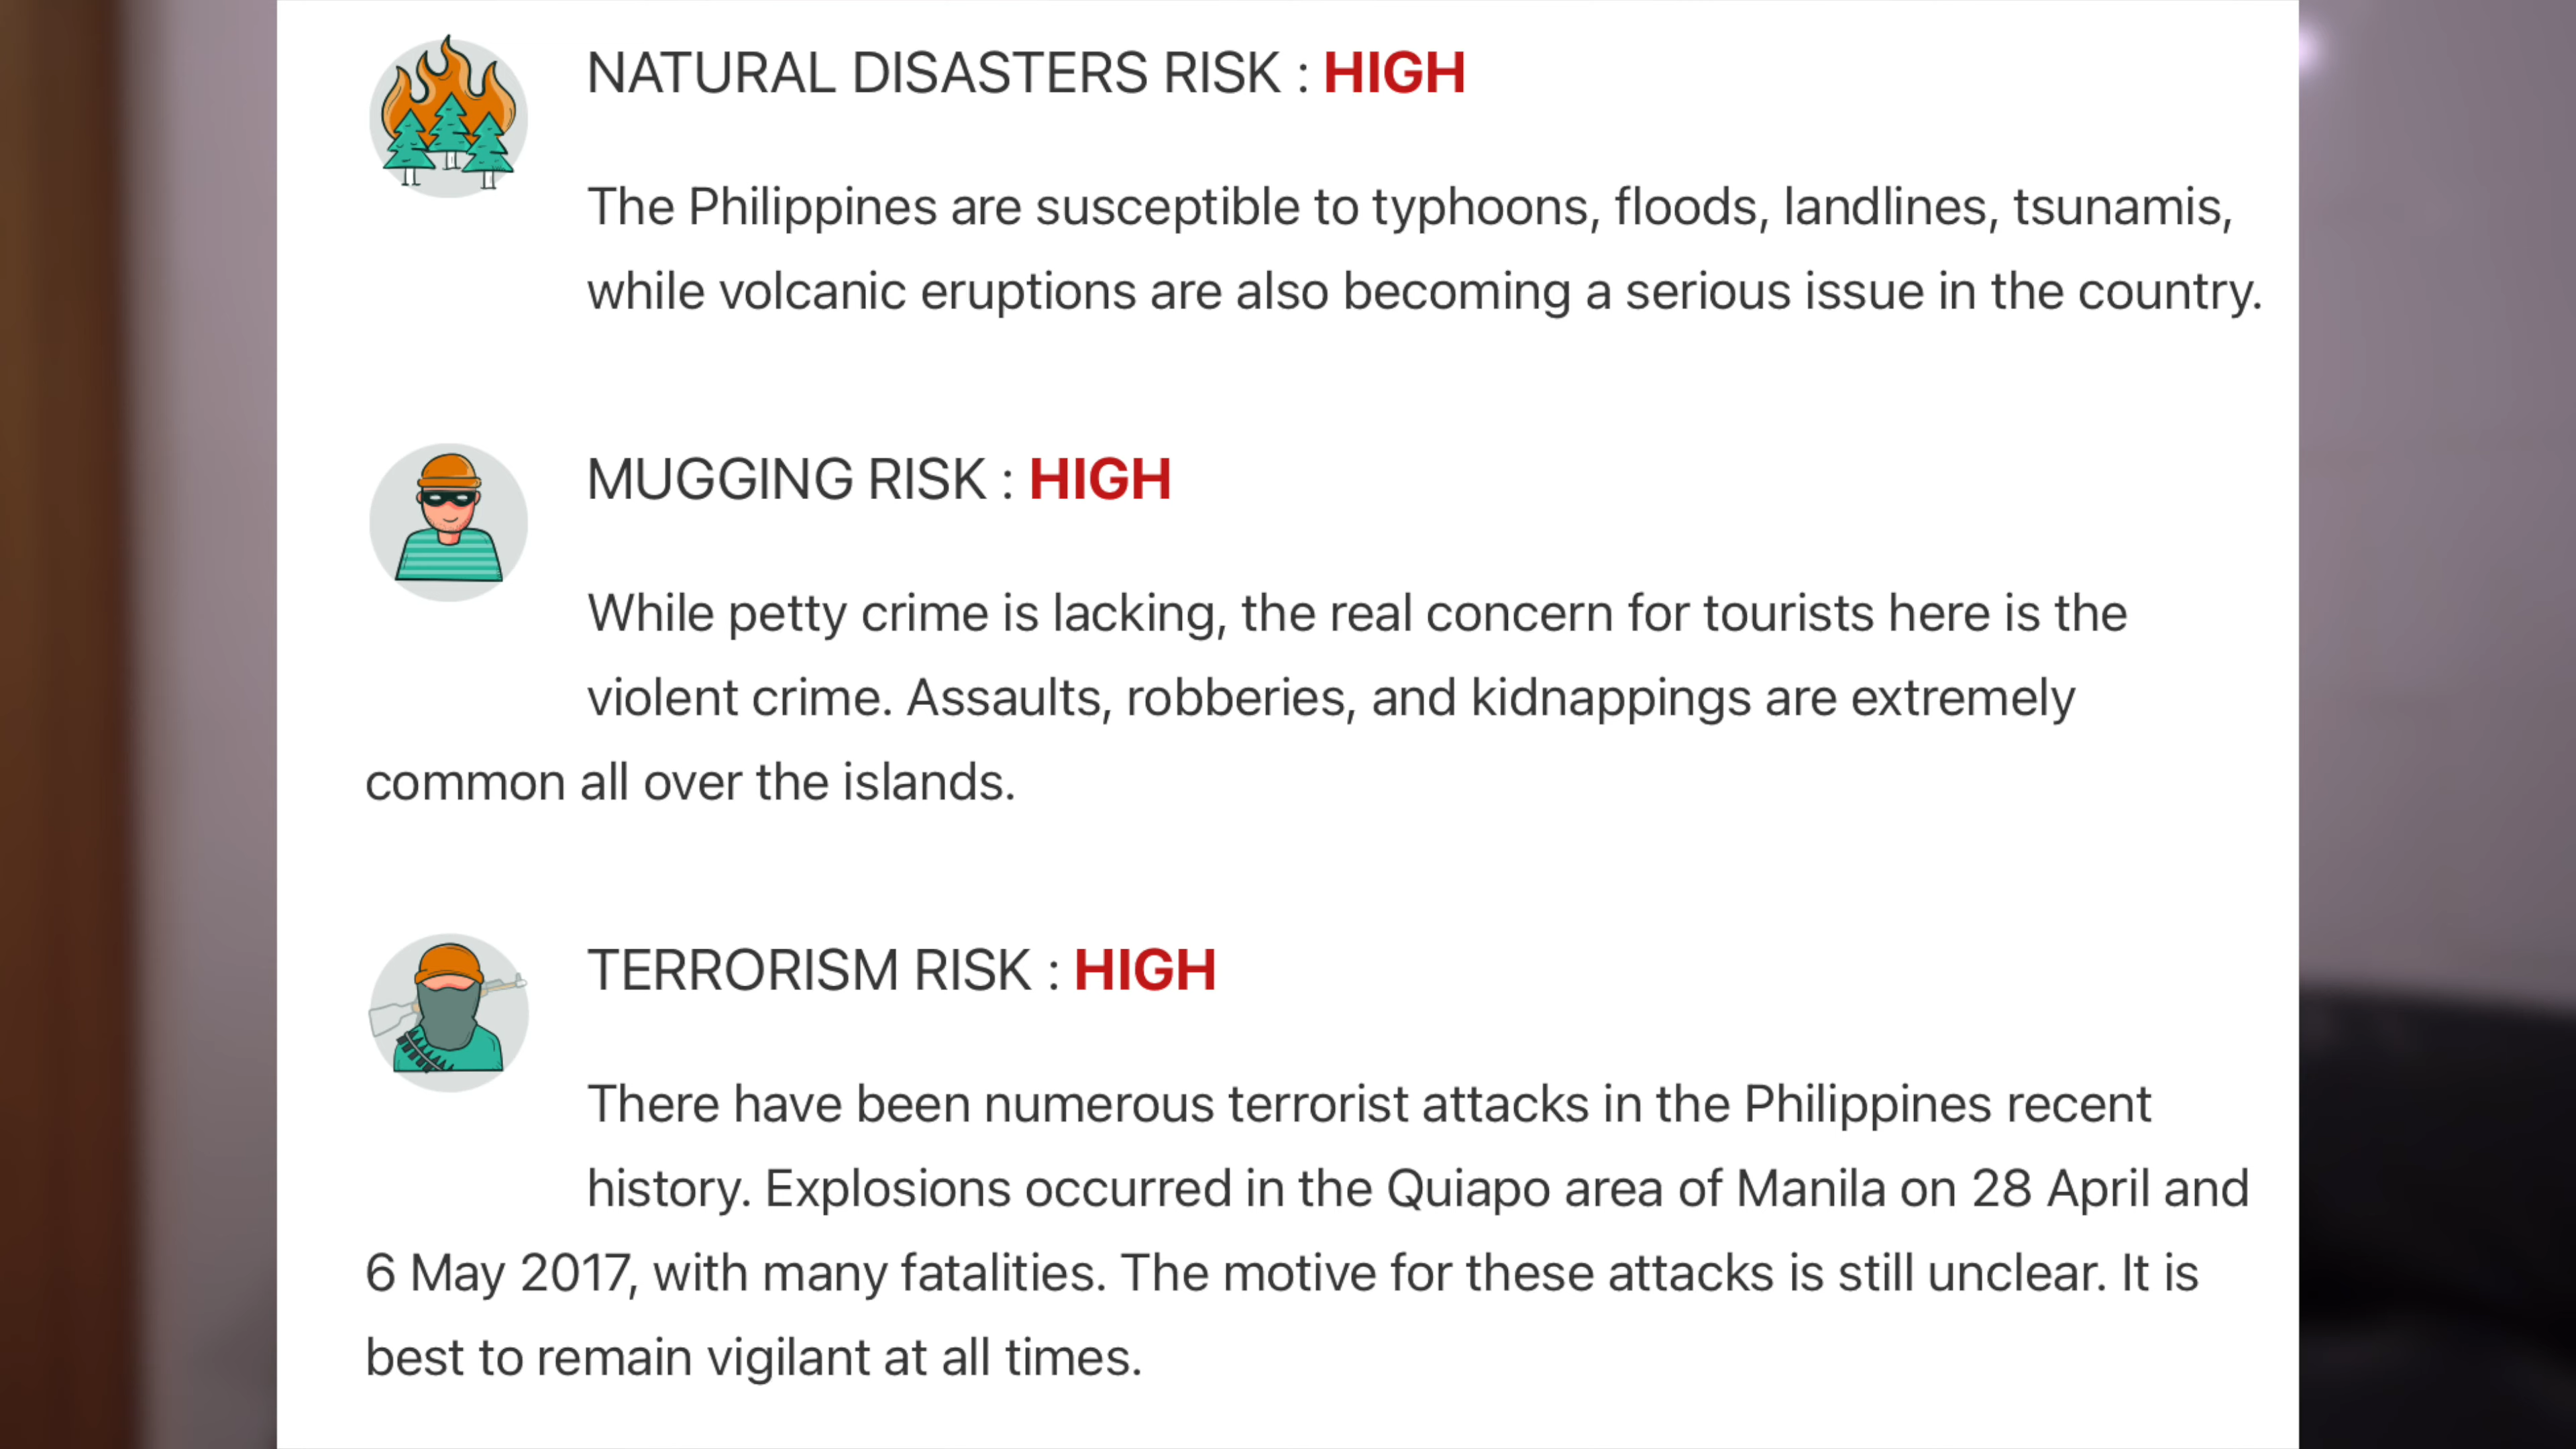 NATURAL DISASTERS RISK : HIGH
The Philippines are susceptible to typhoons, floods, landlines, tsunamis,
while volcanic eruptions are also becoming a serious issue in the country.
MUGGING RISK : HIGH
While petty crime is lacking, the real concern for tourists here is the
violent crime. Assaults, robberies, and kidnappings are extremely
common all over the islands.
TERRORISM RISK : HIGH
There have been numerous terrorist attacks in the Philippines recent
history. Explosions occurred in the Quiapo area of Manila on 28 April and
6 May 2017, with many fatalities. The motive for these attacks is still unclear. It is
best to remain vigilant at all times.